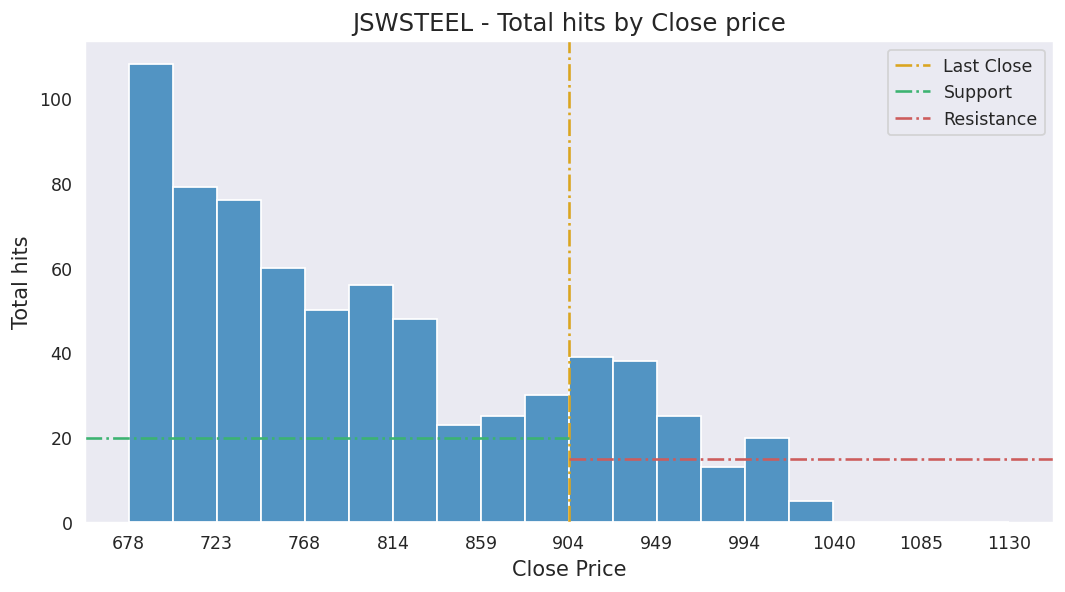 JSWSTEEL - Total hits by Close price
Last Close
Support
Resistance
Total hits
100
80
60
40
20
0
678 723 768 814 859 904 949 994 1040 1085 1130
Close Price